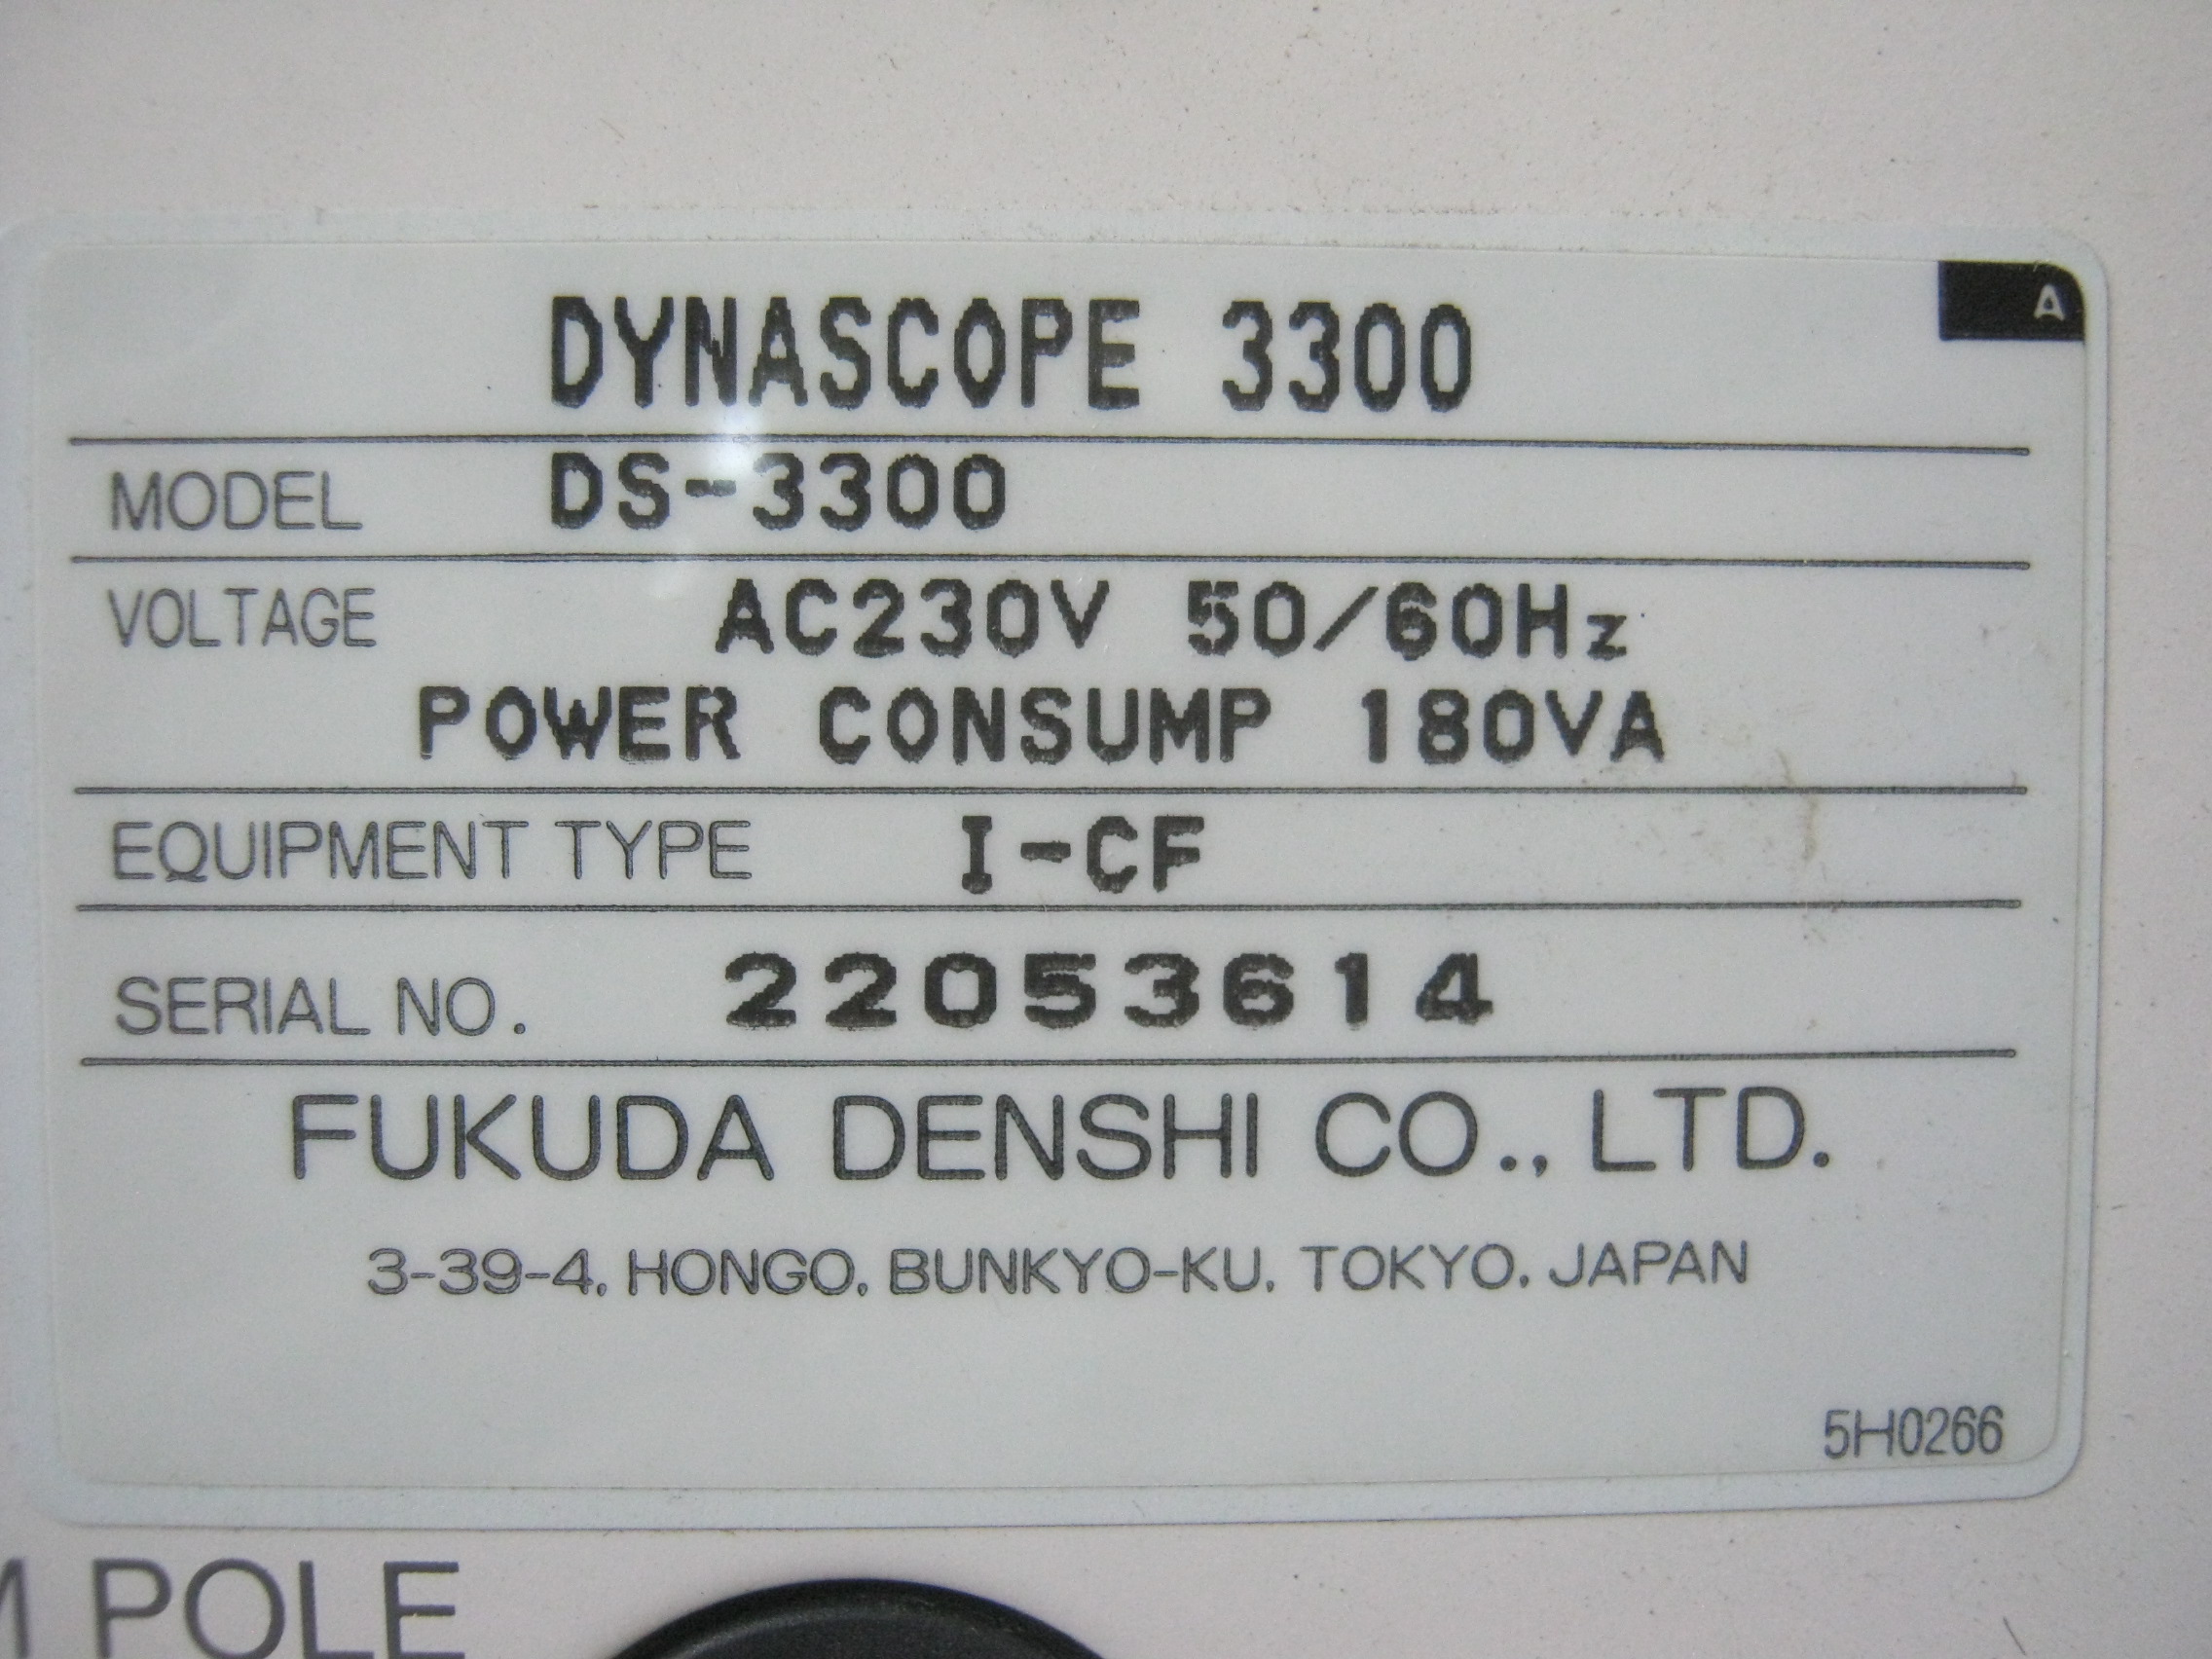 A
DYNASCOPE 3300
MODEL DS-3300
VOLTAGE AC230V 50/60Hz
POWER CONSUMP 180VA
EQUIPMENT TYPE I-CF
SERIAL NO. 22053614
FUKUDA DENSHI CO., LTD.
3-39-4, HONGO, BUNKYO-KU, TOKYO, JAPAN
5H0266
POLE